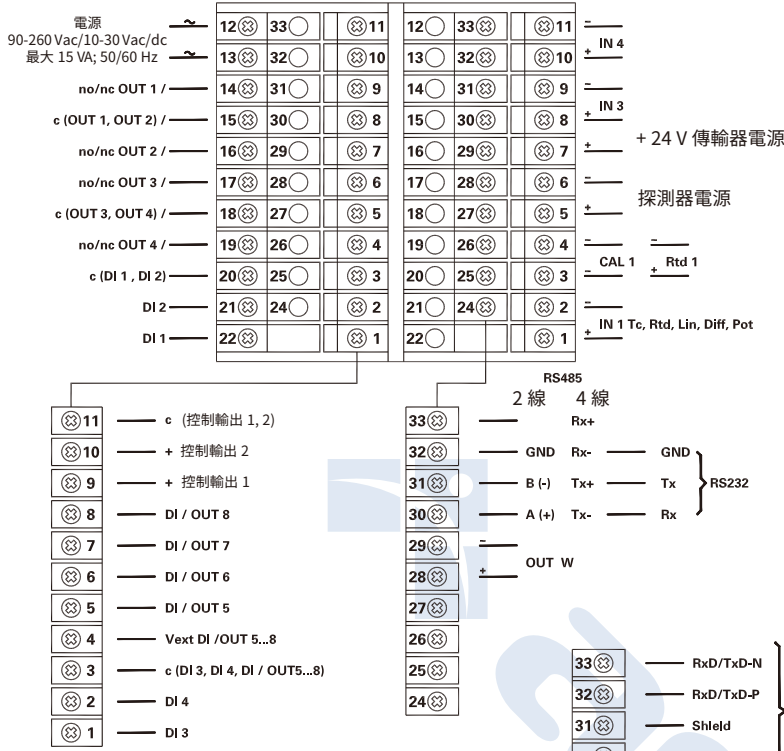 電源
90-260 Vac/10-30 Vac/dc
最大 15 VA; 50/60 Hz
no/nc OUT 1 /
c (OUT 1, OUT 2) /
no/nc OUT 2 /
no/nc OUT 3 /
c (OUT 3, OUT 4) /
no/nc OUT 4 /
c (DI 1 , DI 2)
DI 2
DI 1
~ 12 33 11
~ 13 32 10
14 31 9
15 30 8
16 29 7
17 28 6
18 27 5
19 26 4
20 25 3
21 24 2
22 1
12 33 11 -
13 32 10 +
14 31 9 -
15 30 8 +
16 29 7 +
17 28 6 -
18 27 5 +
19 26 4 - -
20 25 3 - +
21 24 2 -
22 1 +
IN 4
IN 3
+ 24 V 傳輸器電源
探測器電源
CAL 1 Rtd 1
IN 1 Tc, Rtd, Lin, Diff, Pot
11 c (控制輸出 1, 2)
10 + 控制輸出 2
9 + 控制輸出 1
8 DI / OUT 8
7 DI / OUT 7
6 DI / OUT 6
5 DI / OUT 5
4 Vext DI /OUT 5...8
3 c (DI 3, DI 4, DI / OUT5...8)
2 DI 4
1 DI 3
RS485
2 線 4 線
33 Rx+
32 GND Rx- GND
31 B (-) Tx+ Tx
30 A (+) Tx- Rx
RS232
29 -
28 +
OUT W
27
26
25
24
33 RxD/TxD-N
32 RxD/TxD-P
31 Shield